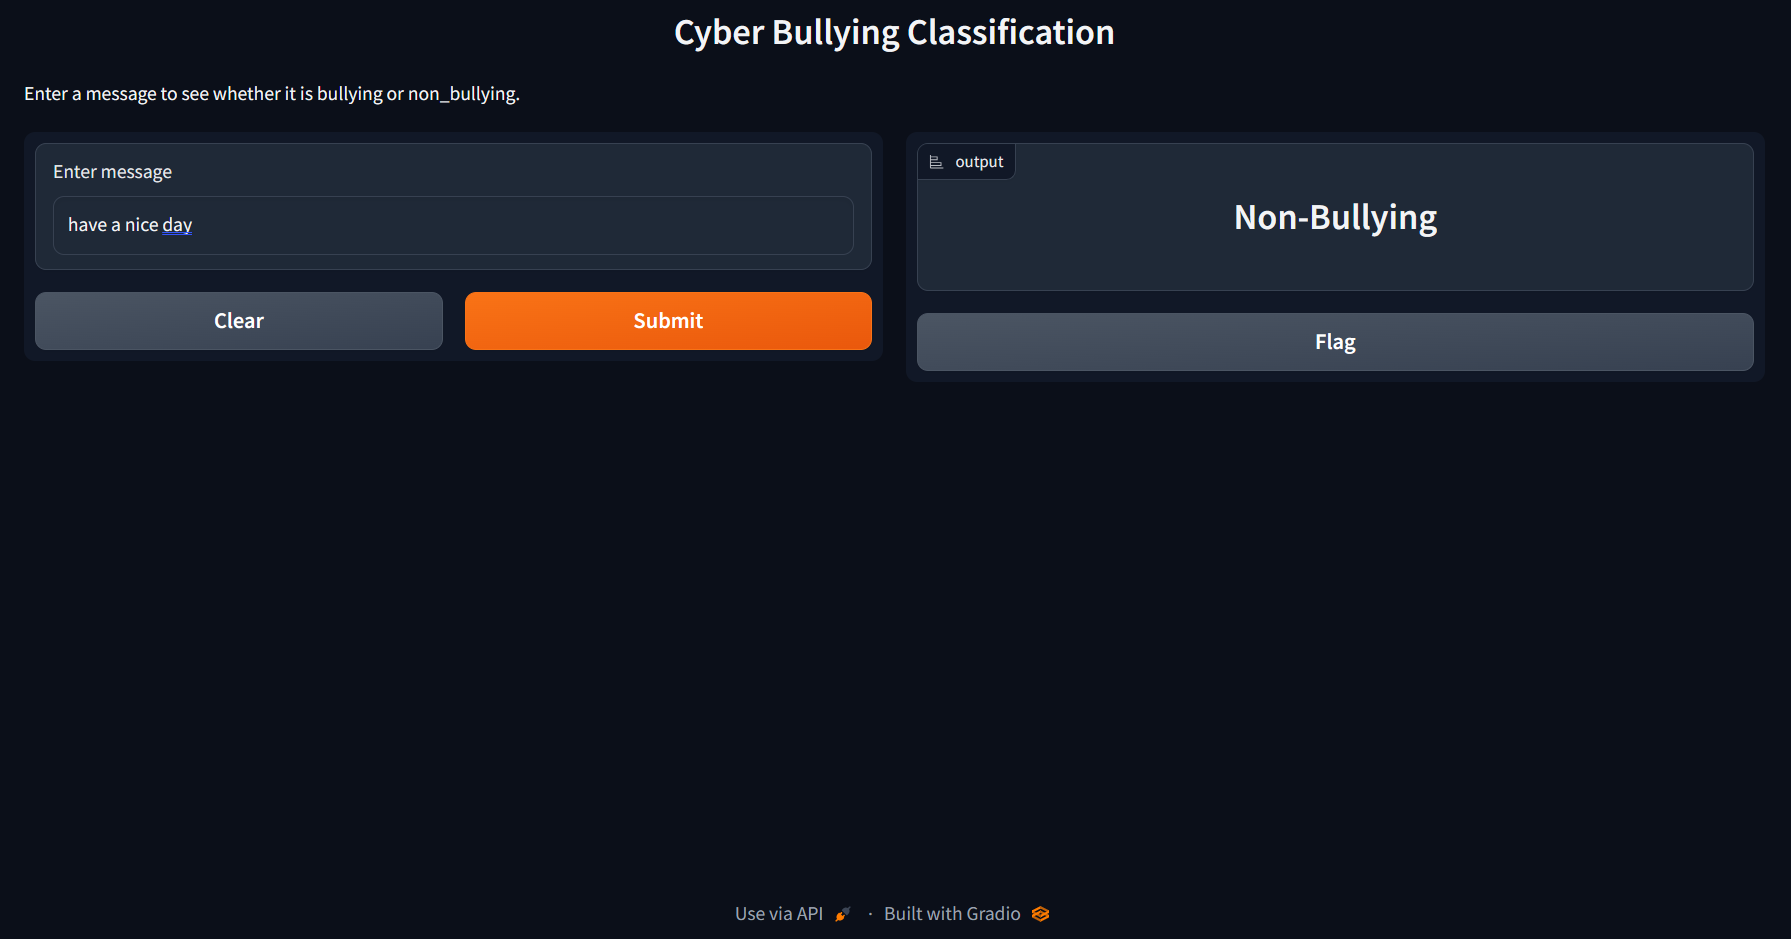 Cyber Bullying Classification
Enter a message to see whether it is bullying or non_bullying.
Enter message
have a nice day
Clear
Submit
output
Non-Bullying
Flag
Use via API · Built with Gradio